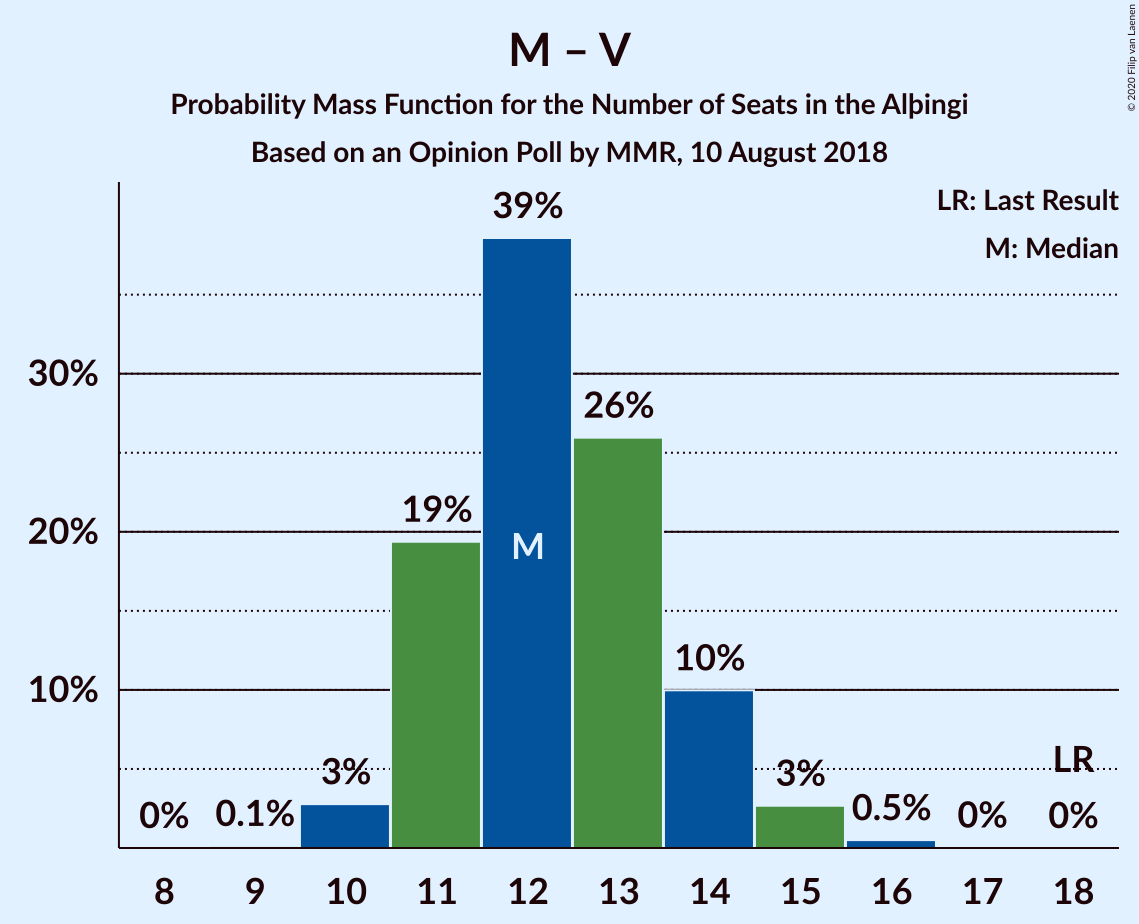 M – V
Probability Mass Function for the Number of Seats in the Alþingi
Based on an Opinion Poll by MMR, 10 August 2018
© 2020 Filip van Laenen
LR: Last Result
M: Median
30%
20%
10%
0%
0.1%
3%
19%
39%
M
26%
10%
3%
0.5%
0%
LR
0%
8 9 10 11 12 13 14 15 16 17 18